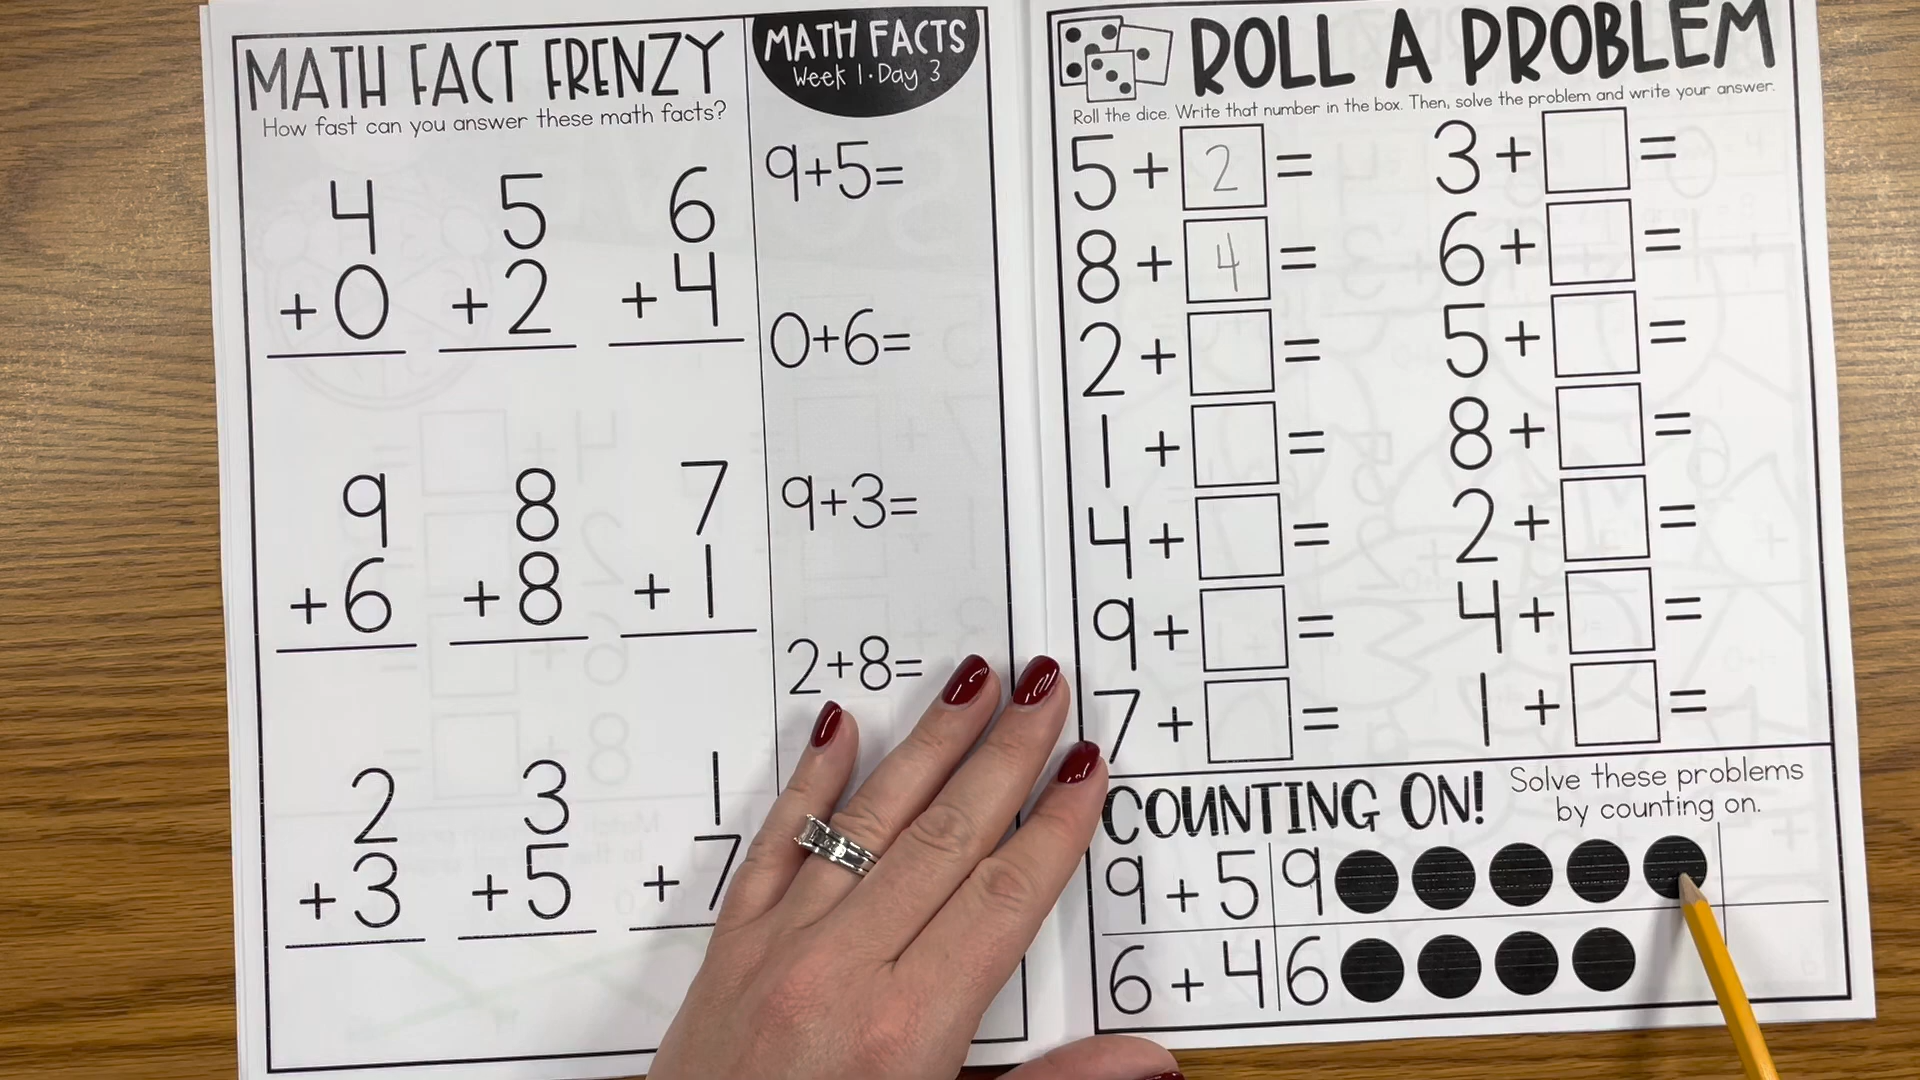 MATH FACT FRENZY
How fast can you answer these math facts?
4 5 6
+0 +2 +4
9 8 7
+6 +8 +1
2 3 1
+3 +5 +7
MATH FACTS
Week 1·Day 3
9+5=
0+6=
9+3=
2+8=
ROLL A PROBLEM
Roll the dice. Write that number in the box. Then, solve the problem and write your answer.
5 + 2 =
8 + 4 =
2 + =
1 + =
4 + =
9 + =
7 + =
3 + =
6 + =
5 + =
8 + =
2 + =
4 + =
1 + =
COUNTING ON!
Solve these problems
by counting on.
9 + 5 9
6 + 4 6